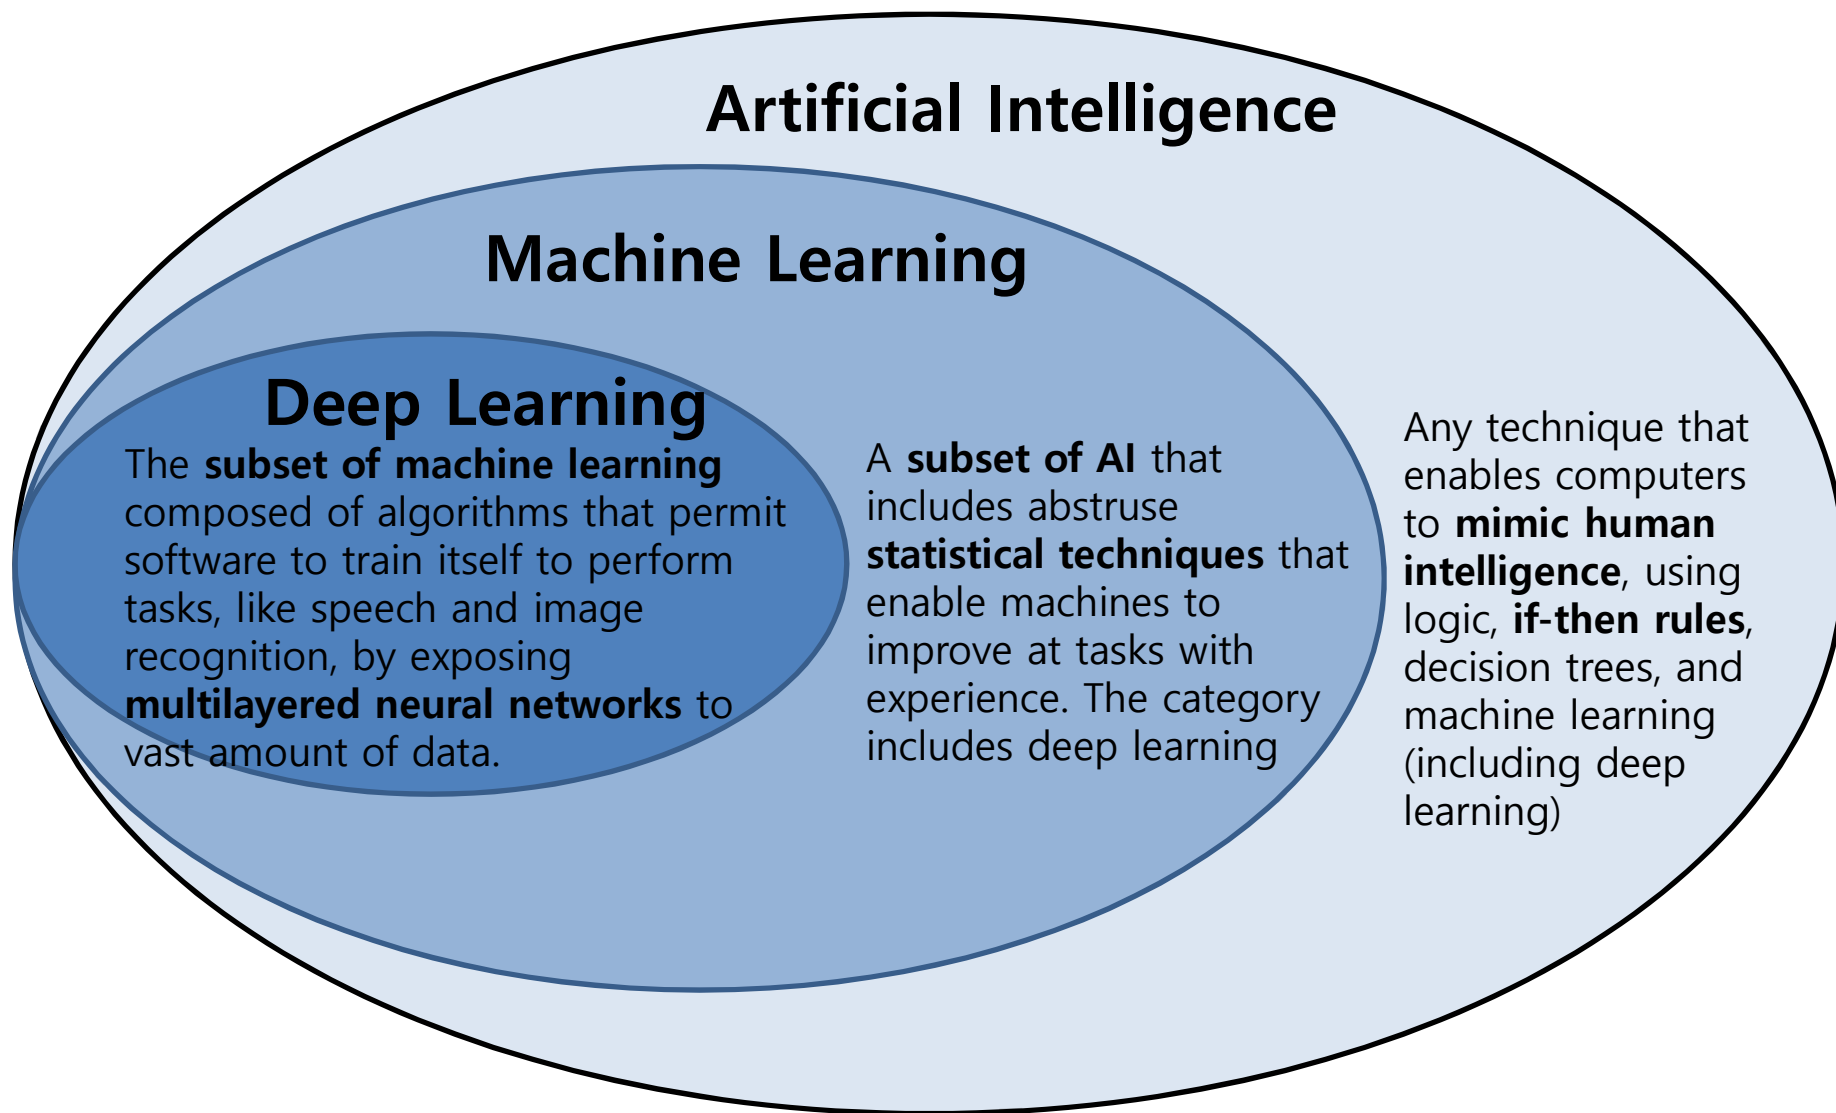 Artificial Intelligence
Machine Learning
Deep Learning
The subset of machine learning
composed of algorithms that permit
software to train itself to perform
tasks, like speech and image
recognition, by exposing
multilayered neural networks to
vast amount of data.
A subset of AI that
includes abstruse
statistical techniques that
enable machines to
improve at tasks with
experience. The category
includes deep learning
Any technique that
enables computers
to mimic human
intelligence, using
logic, if-then rules,
decision trees, and
machine learning
(including deep
learning)